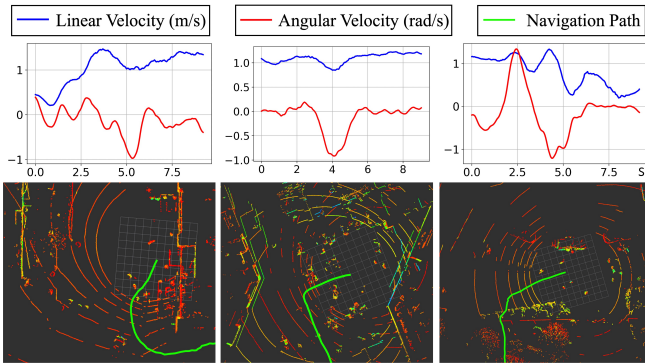 Linear Velocity (m/s)
Angular Velocity (rad/s)
Navigation Path
1
0
−1
0.0 2.5 5.0 7.5
1.0
0.5
0.0
−0.5
−1.0
0 2 4 6 8
1
0
−1
0.0 2.5 5.0 7.5 S